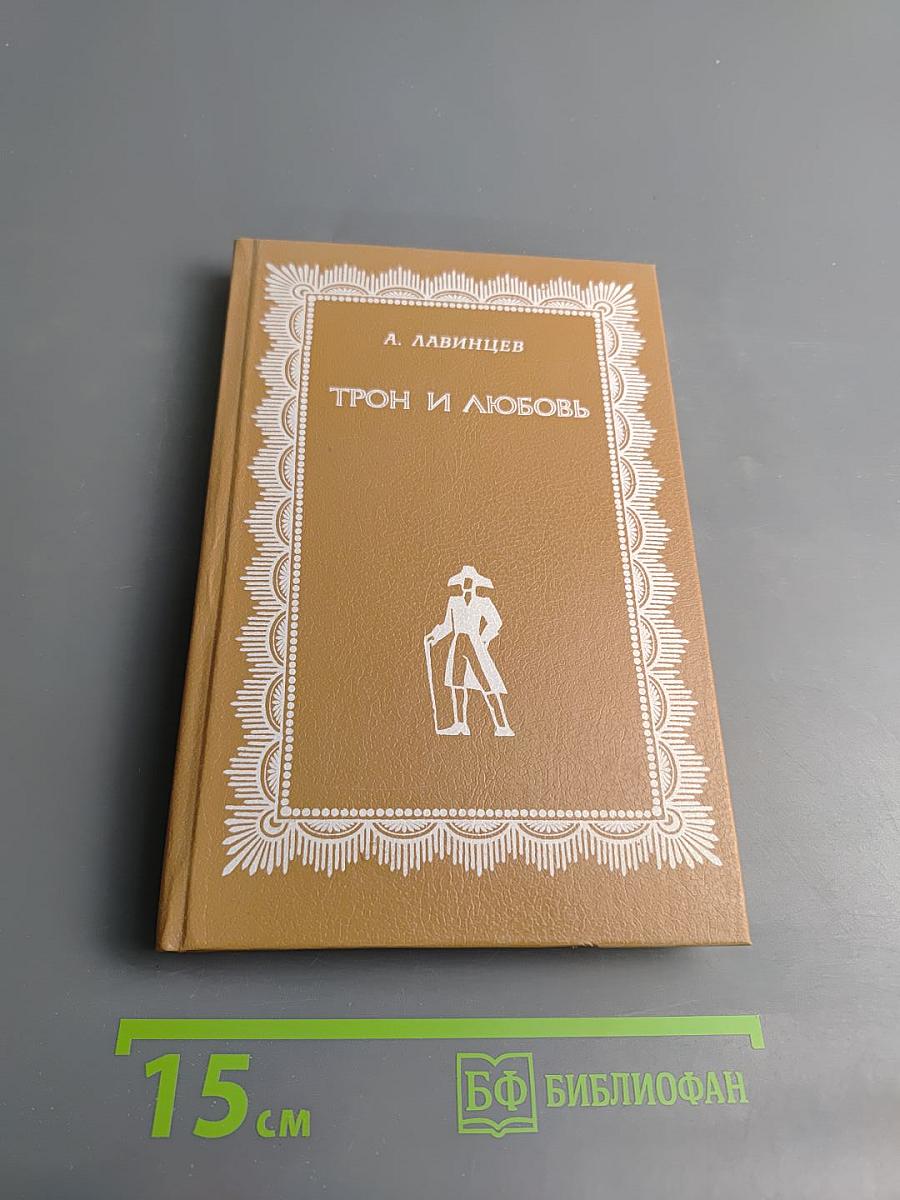 А. ЛАВИНЦЕВ
ТРОН И ЛЮБОВЬ
15 см
БФ БИБЛИОФАН